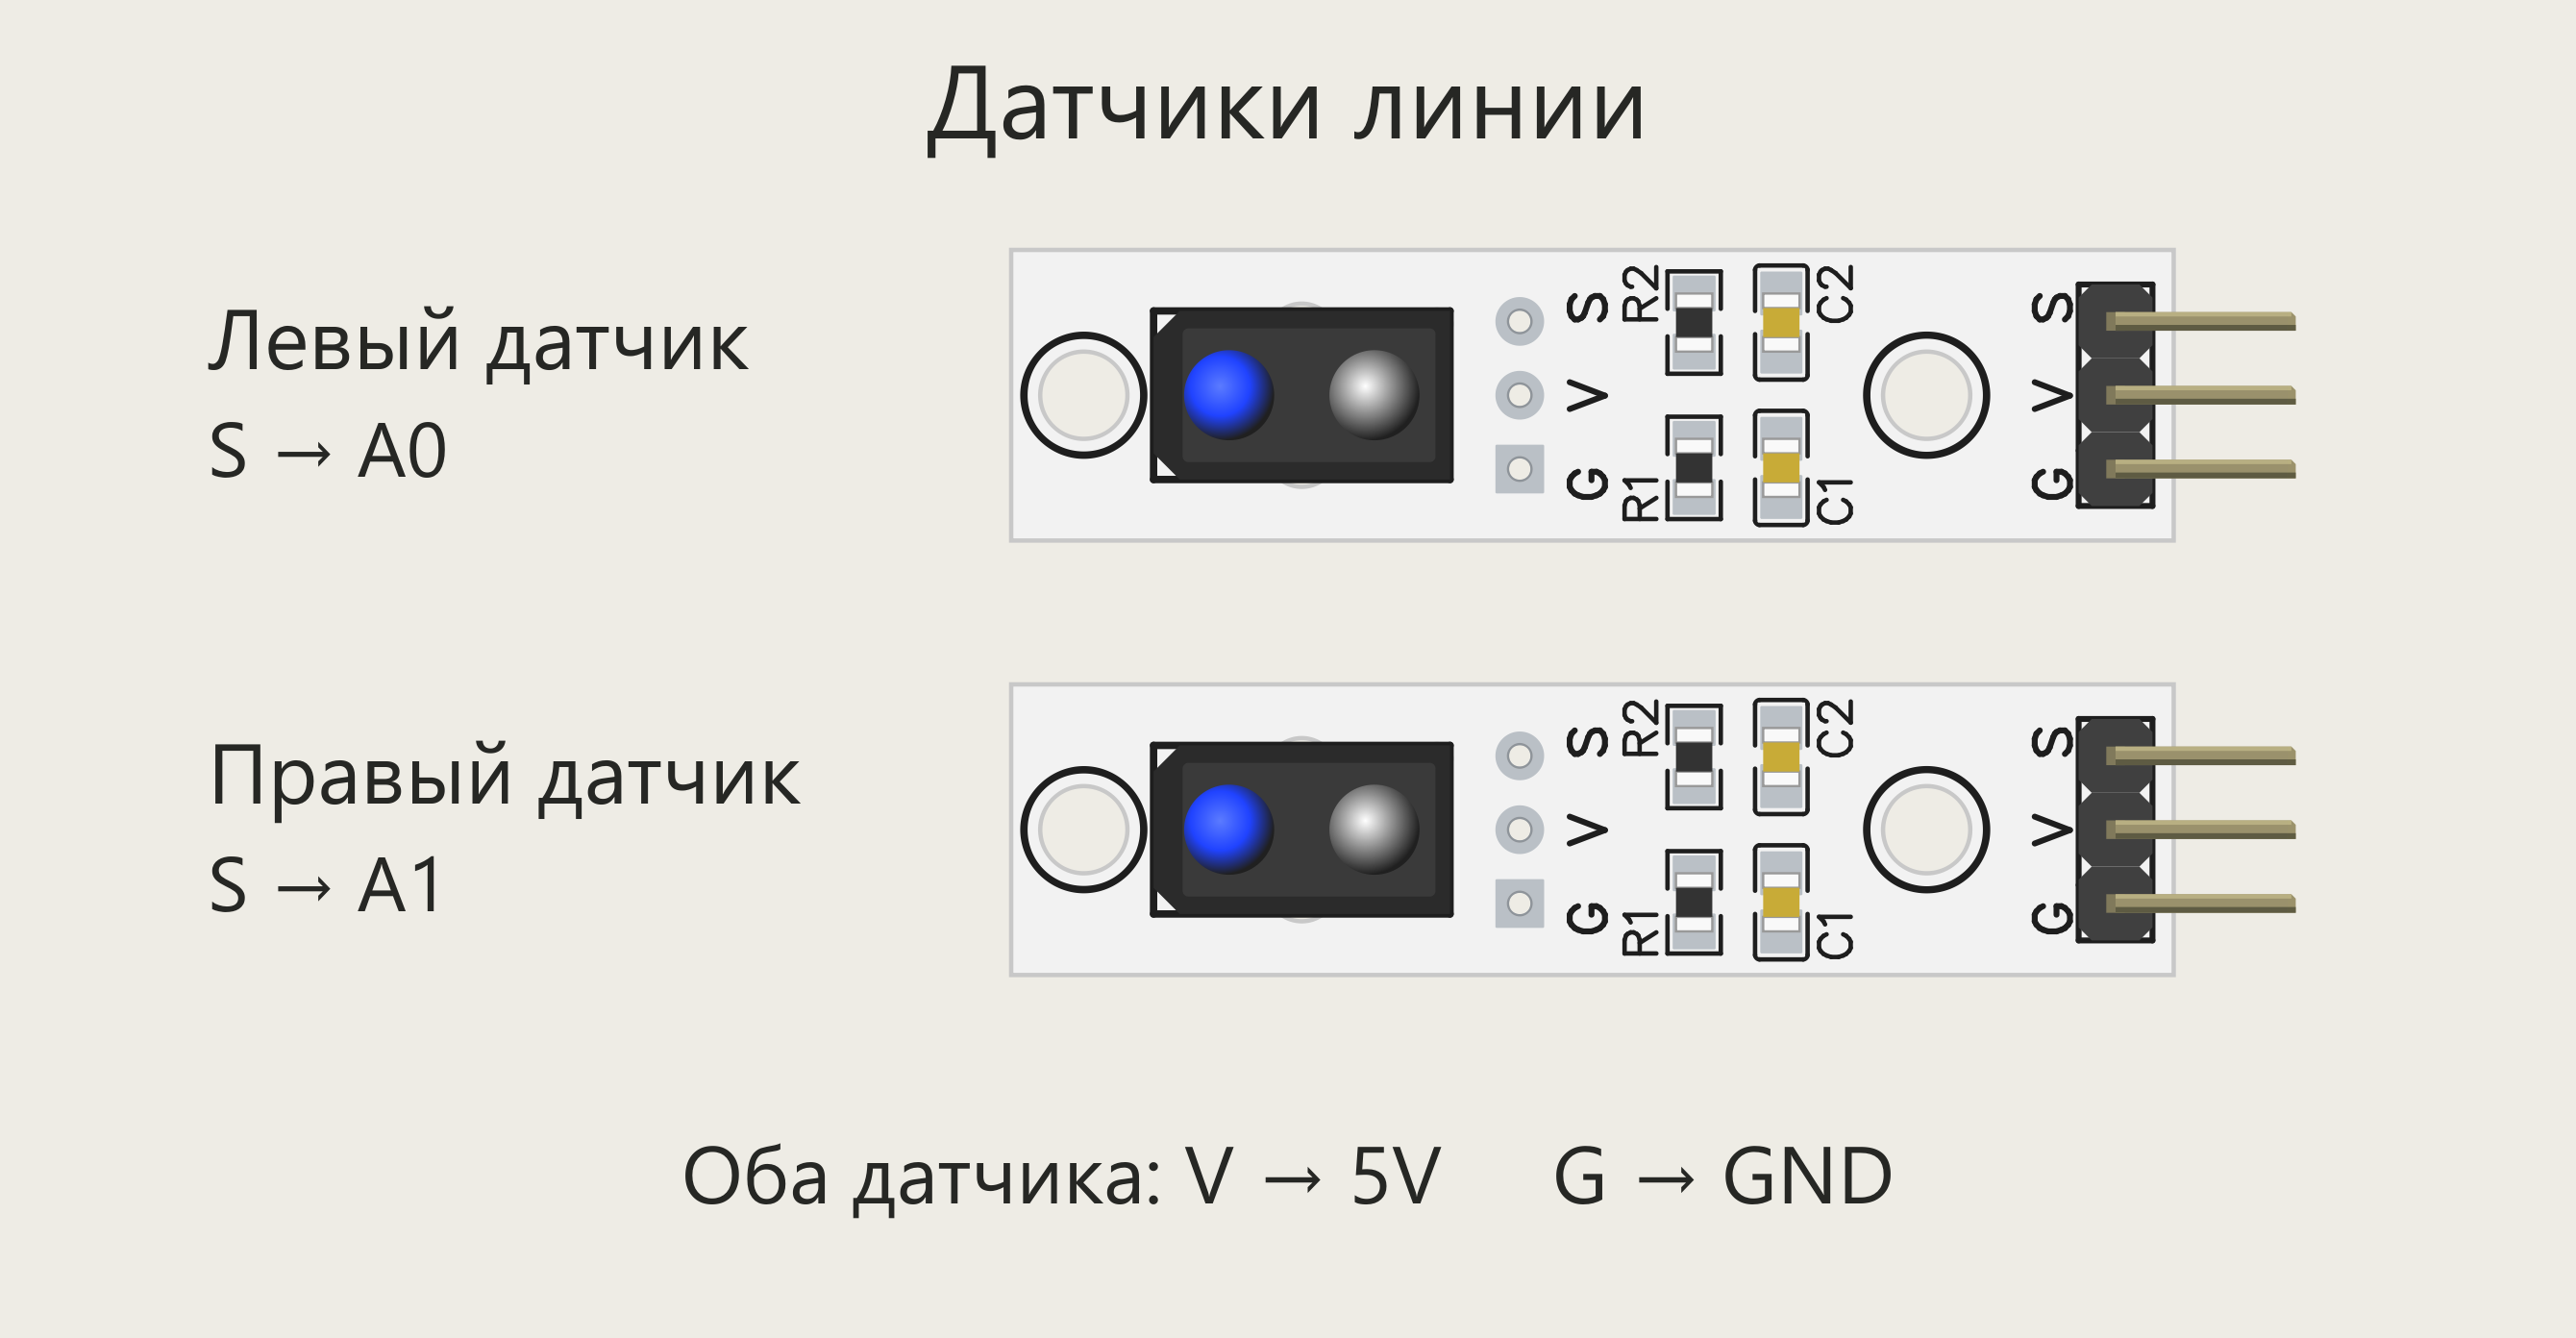 Датчики линии
Левый датчик
S → A0
S V G R2 R1 C2 C1 S V G
Правый датчик
S → A1
S V G R2 R1 C2 C1 S V G
Оба датчика: V → 5V G → GND